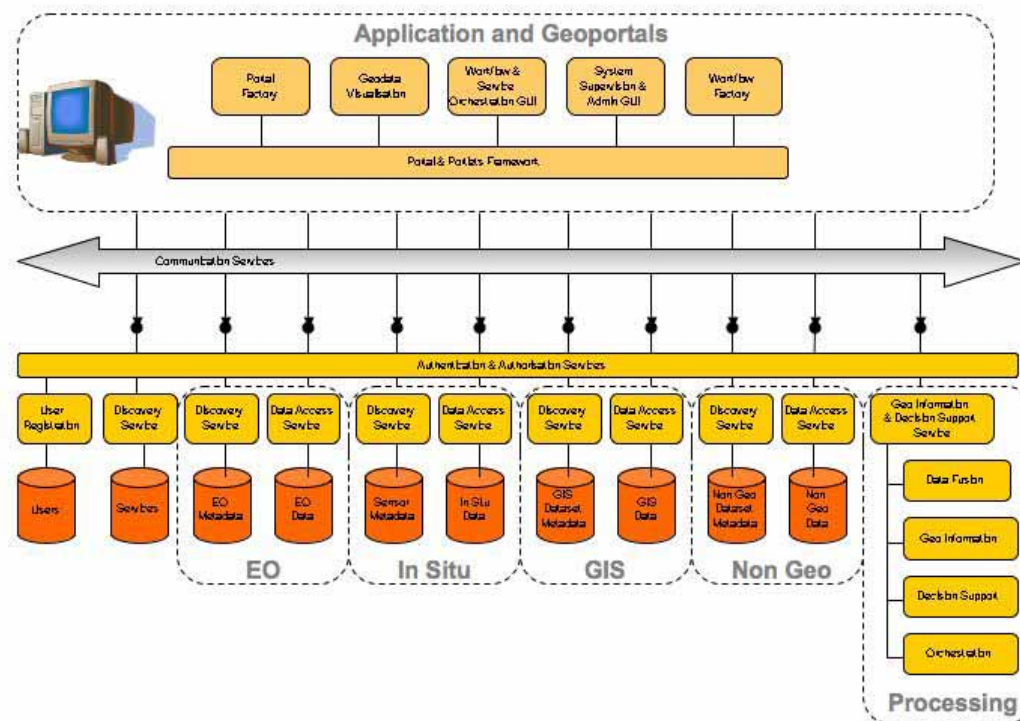 Application and Geoportals
Portal
Factory
Geodata
Visualisation
Workflow &
Service
Orchestration GUI
System
Supervision &
Admin GUI
Workflow
Factory
Portal & Portlets Framework
Communication Services
Authentication & Authorisation Services
User
Registration
Discovery
Service
Discovery
Service
Data Access
Service
Discovery
Service
Data Access
Service
Discovery
Service
Data Access
Service
Discovery
Service
Data Access
Service
Geo Information
& Decision Support
Service
Users
Services
EO
Metadata
EO
Data
Sensor
Metadata
In Situ
Data
GIS
Dataset
Metadata
GIS
Data
Non Geo
Dataset
Metadata
Non
Geo
Data
Data Fusion
Geo Information
Decision Support
Orchestration
EO
In Situ
GIS
Non Geo
Processing